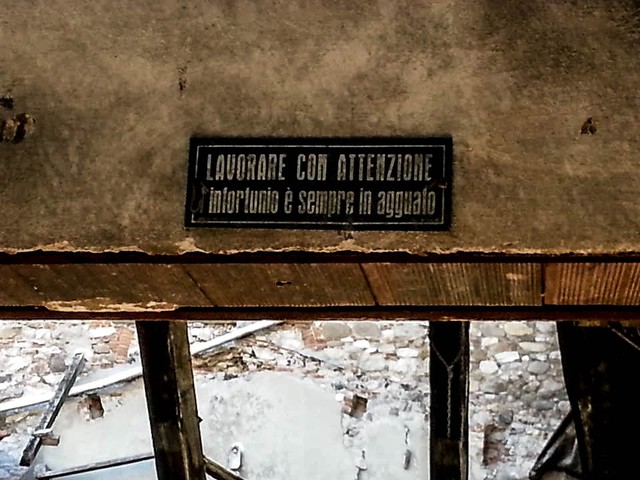 LAVORARE CON ATTENZIONE
infortunio è sempre in agguato